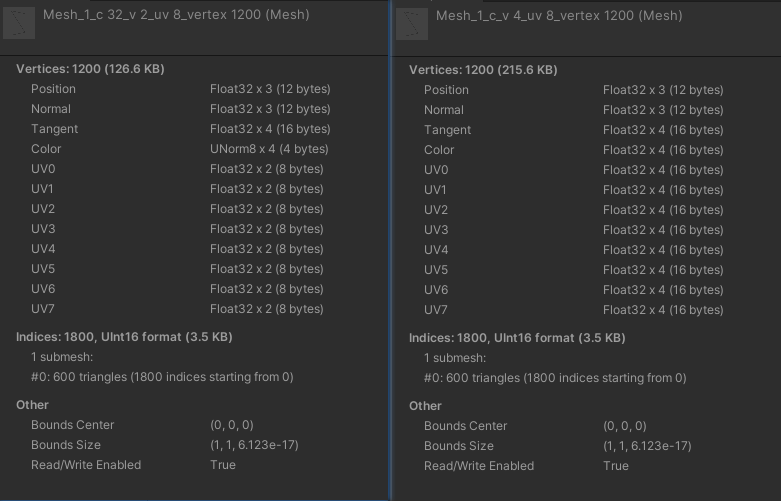 Mesh_1_c 32_v 2_uv 8_vertex 1200 (Mesh)
Vertices: 1200 (126.6 KB)
Position Float32 x 3 (12 bytes)
Normal Float32 x 3 (12 bytes)
Tangent Float32 x 4 (16 bytes)
Color UNorm8 x 4 (4 bytes)
UV0 Float32 x 2 (8 bytes)
UV1 Float32 x 2 (8 bytes)
UV2 Float32 x 2 (8 bytes)
UV3 Float32 x 2 (8 bytes)
UV4 Float32 x 2 (8 bytes)
UV5 Float32 x 2 (8 bytes)
UV6 Float32 x 2 (8 bytes)
UV7 Float32 x 2 (8 bytes)
Indices: 1800, UInt16 format (3.5 KB)
1 submesh:
#0: 600 triangles (1800 indices starting from 0)
Other
Bounds Center (0, 0, 0)
Bounds Size (1, 1, 6.123e-17)
Read/Write Enabled True
Mesh_1_c_v 4_uv 8_vertex 1200 (Mesh)
Vertices: 1200 (215.6 KB)
Position Float32 x 3 (12 bytes)
Normal Float32 x 3 (12 bytes)
Tangent Float32 x 4 (16 bytes)
Color Float32 x 4 (16 bytes)
UV0 Float32 x 4 (16 bytes)
UV1 Float32 x 4 (16 bytes)
UV2 Float32 x 4 (16 bytes)
UV3 Float32 x 4 (16 bytes)
UV4 Float32 x 4 (16 bytes)
UV5 Float32 x 4 (16 bytes)
UV6 Float32 x 4 (16 bytes)
UV7 Float32 x 4 (16 bytes)
Indices: 1800, UInt16 format (3.5 KB)
1 submesh:
#0: 600 triangles (1800 indices starting from 0)
Other
Bounds Center (0, 0, 0)
Bounds Size (1, 1, 6.123e-17)
Read/Write Enabled True